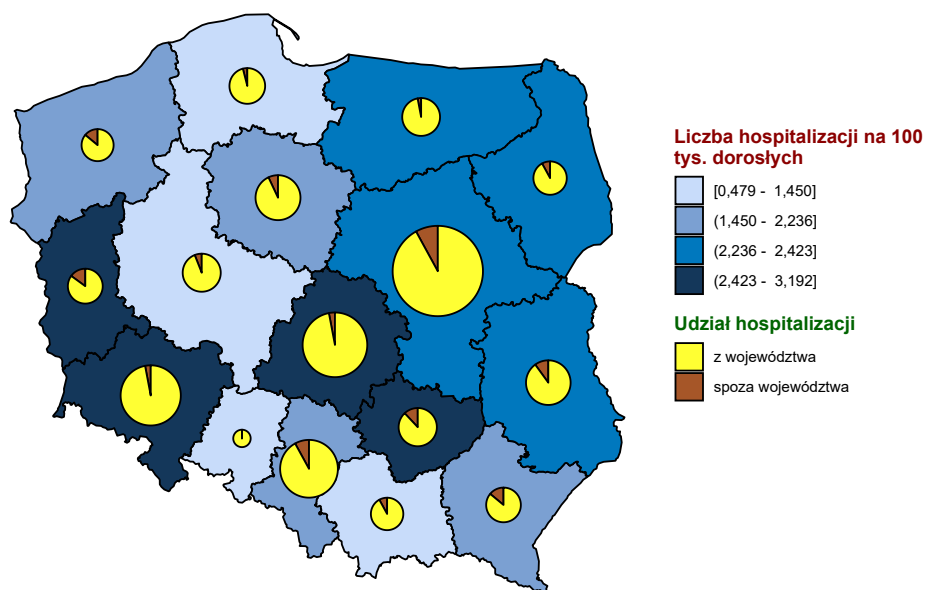 Liczba hospitalizacji na 100
tys. dorosłych
[0,479 - 1,450]
(1,450 - 2,236]
(2,236 - 2,423]
(2,423 - 3,192]
Udział hospitalizacji
z województwa
spoza województwa